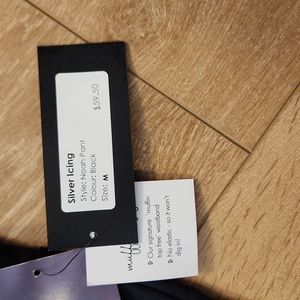 Silver Icing
Style: Noah Pant
Colour: Black
Size: M
$59.50
Our signature 'muffin
top free' waistband
No elastic - so it won't
dig in!